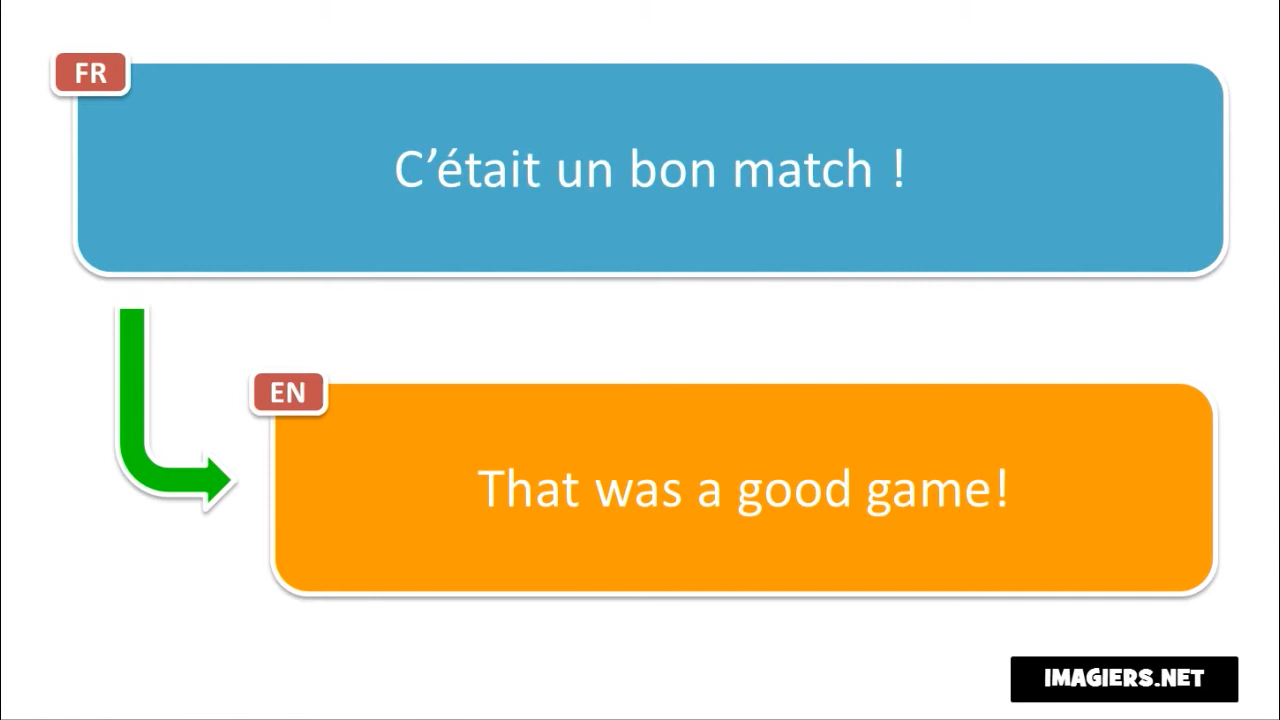 FR
C’était un bon match !
EN
That was a good game!
IMAGIERS.NET